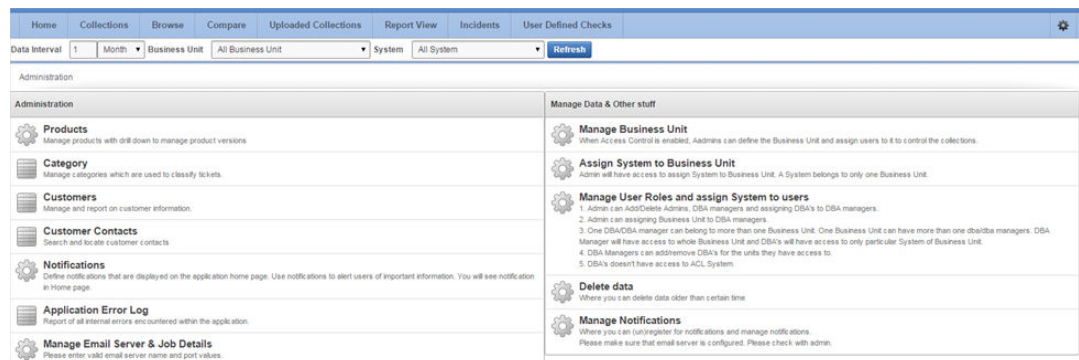 Home Collections Browse Compare Uploaded Collections Report View Incidents User Defined Checks
Data Interval 1 Month Business Unit All Business Unit System All System Refresh
Administration
Administration
Products
Manage products with drill down to manage product versions
Category
Manage categories which are used to classify tickets.
Customers
Manage and report on customer information.
Customer Contacts
Search and locate customer contacts
Notifications
Define notifications that are displayed on the application home page. Use notifications to alert users of important information. You will see notification
in Home page.
Application Error Log
Report of all internal errors encountered within the application.
Manage Email Server & Job Details
Please enter valid email server name and port values.
Manage Data & Other stuff
Manage Business Unit
When Access Control is enabled, Aadmins can define the Business Unit and assign users to it to control the collections.
Assign System to Business Unit
Admin will have access to assign System to Business Unit. A System belongs to only one Business Unit.
Manage User Roles and assign System to users
1. Admin can Add/Delete Admins, DBA managers and assigning DBA's to DBA managers.
2. Admin can assigning Business Unit to DBA managers.
3. One DBA/DBA manager can belong to more than one Business Unit. One Business Unit can have more than one dba/dba managers. DBA
Manager will have access to whole Business Unit and DBA's will have access to only particular System of Business Unit.
4. DBA Managers can add/remove DBA's for the units they have access to.
5. DBA's doesn't have access to ACL System.
Delete data
Where you can delete data older than certain time
Manage Notifications
Where you can (un)register for notifications and manage notifications.
Please make sure that email server is configured. Please check with admin.